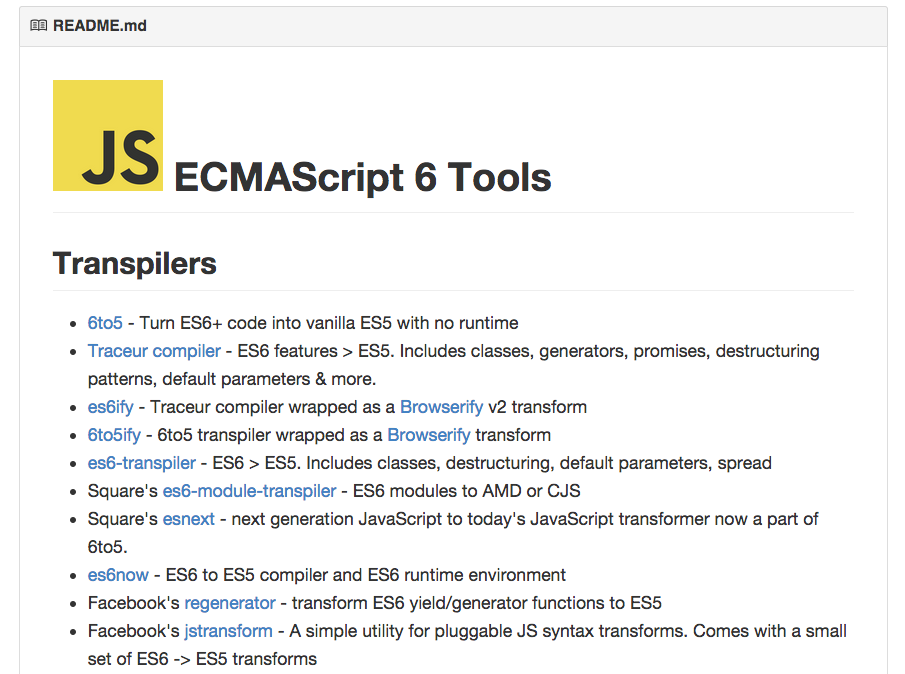 README.md
JS ECMAScript 6 Tools
Transpilers
6to5 - Turn ES6+ code into vanilla ES5 with no runtime
Traceur compiler - ES6 features > ES5. Includes classes, generators, promises, destructuring
patterns, default parameters & more.
es6ify - Traceur compiler wrapped as a Browserify v2 transform
6to5ify - 6to5 transpiler wrapped as a Browserify transform
es6-transpiler - ES6 > ES5. Includes classes, destructuring, default parameters, spread
Square's es6-module-transpiler - ES6 modules to AMD or CJS
Square's esnext - next generation JavaScript to today's JavaScript transformer now a part of
6to5.
es6now - ES6 to ES5 compiler and ES6 runtime environment
Facebook's regenerator - transform ES6 yield/generator functions to ES5
Facebook's jstransform - A simple utility for pluggable JS syntax transforms. Comes with a small
set of ES6 -> ES5 transforms